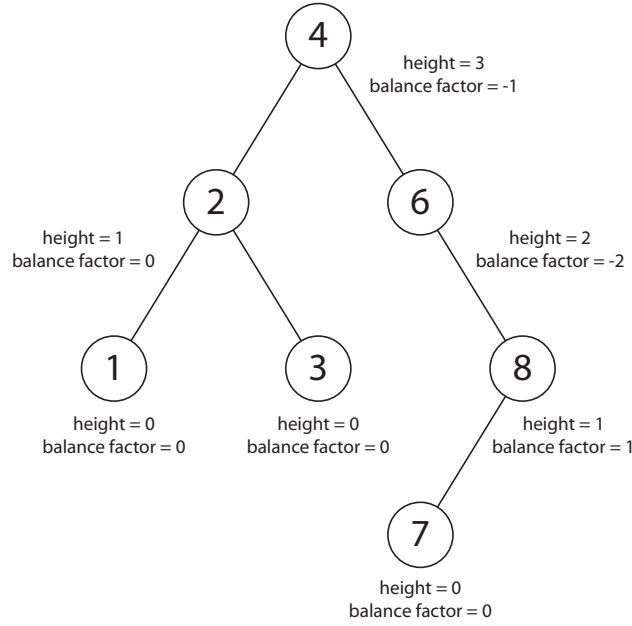 4
height = 3
balance factor = -1
2
6
height = 1
balance factor = 0
height = 2
balance factor = -2
1
3
8
height = 0
balance factor = 0
height = 0
balance factor = 0
height = 1
balance factor = 1
7
height = 0
balance factor = 0